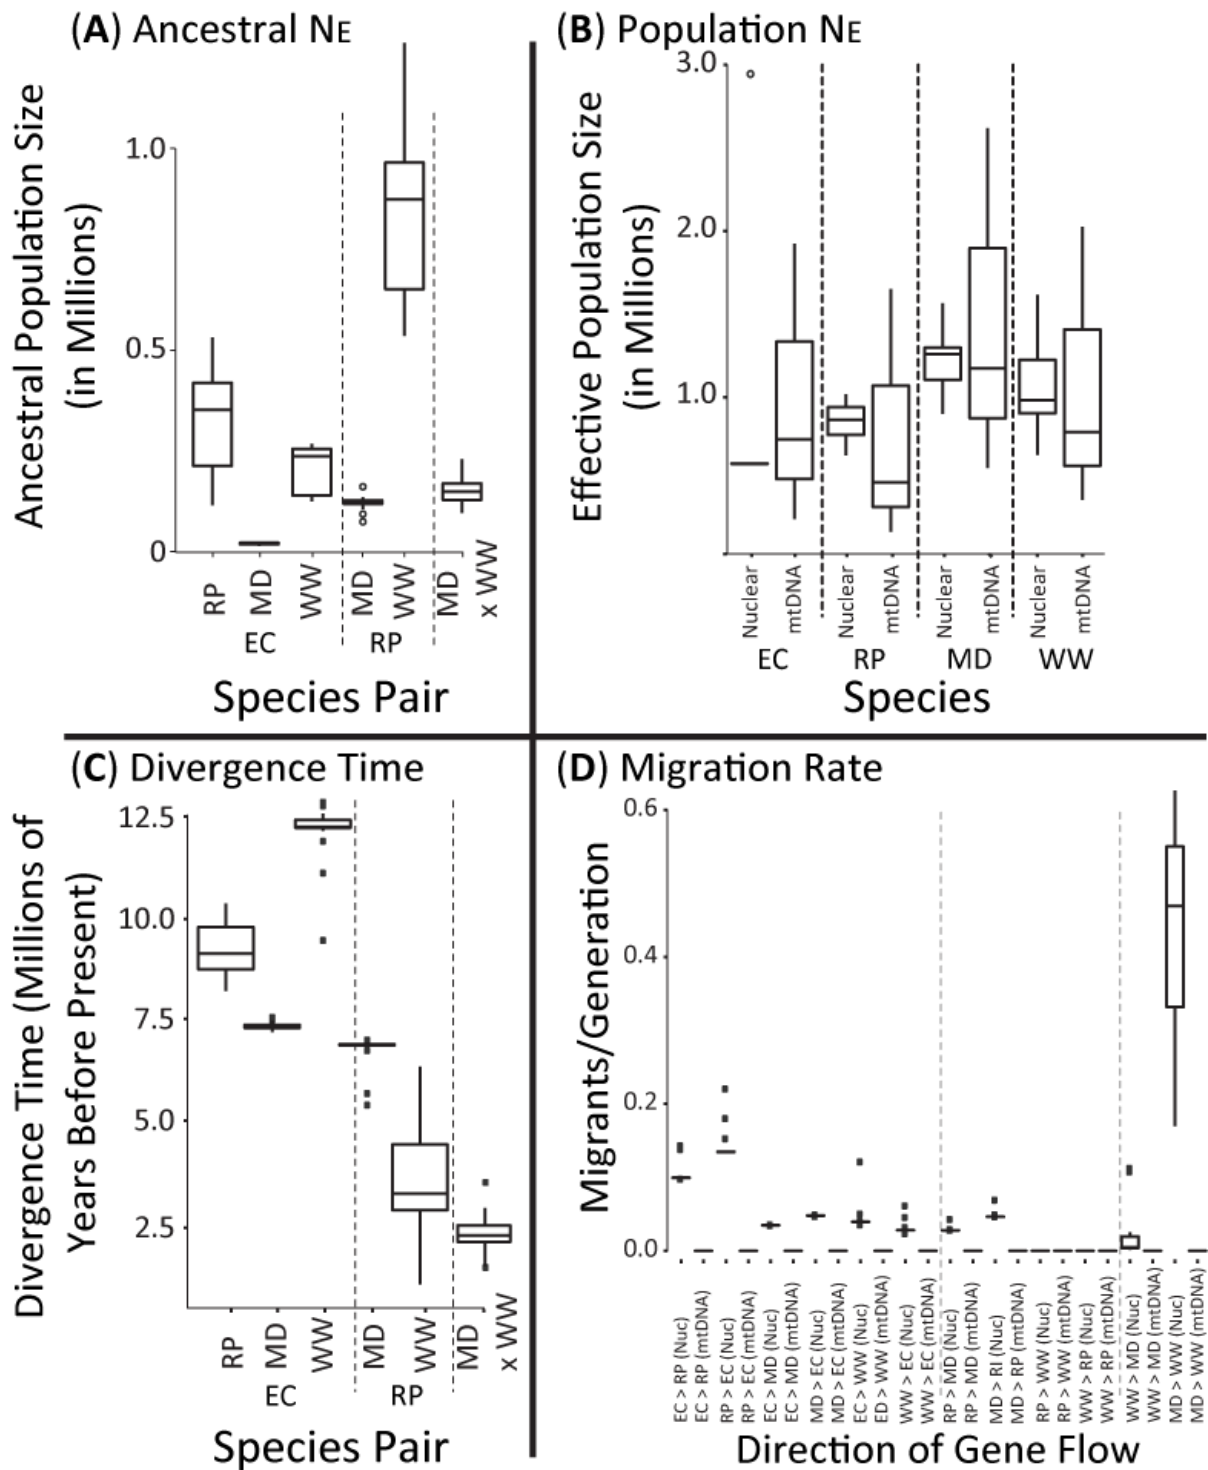 (A) Ancestral NE
Ancestral Population Size
(in Millions)
1.0
0.5
0
RP
MD
WW
MD
WW
MD
x WW
EC
RP
Species Pair
(B) Population NE
Effective Population Size
(in Millions)
3.0
2.0
1.0
Nuclear
mtDNA
Nuclear
mtDNA
Nuclear
mtDNA
Nuclear
mtDNA
EC
RP
MD
WW
Species
(C) Divergence Time
Divergence Time (Millions of
Years Before Present)
12.5
10.0
7.5
5.0
2.5
RP
MD
WW
MD
WW
MD
x WW
EC
RP
Species Pair
(D) Migration Rate
Migrants/Generation
0.6
0.4
0.2
0.0
EC > RP (Nuc)
EC > RP (mtDNA)
RP > EC (Nuc)
RP > EC (mtDNA)
EC > MD (Nuc)
EC > MD (mtDNA)
MD > EC (Nuc)
MD > EC (mtDNA)
EC > WW (Nuc)
ED > WW (mtDNA)
WW > EC (Nuc)
WW > EC (mtDNA)
RP > MD (Nuc)
RP > MD (mtDNA)
MD > RI (Nuc)
MD > RP (mtDNA)
RP > WW (Nuc)
RP > WW (mtDNA)
WW > RP (Nuc)
WW > RP (mtDNA)
WW > MD (Nuc)
WW > MD (mtDNA)
MD > WW (Nuc)
MD > WW (mtDNA)
Direction of Gene Flow